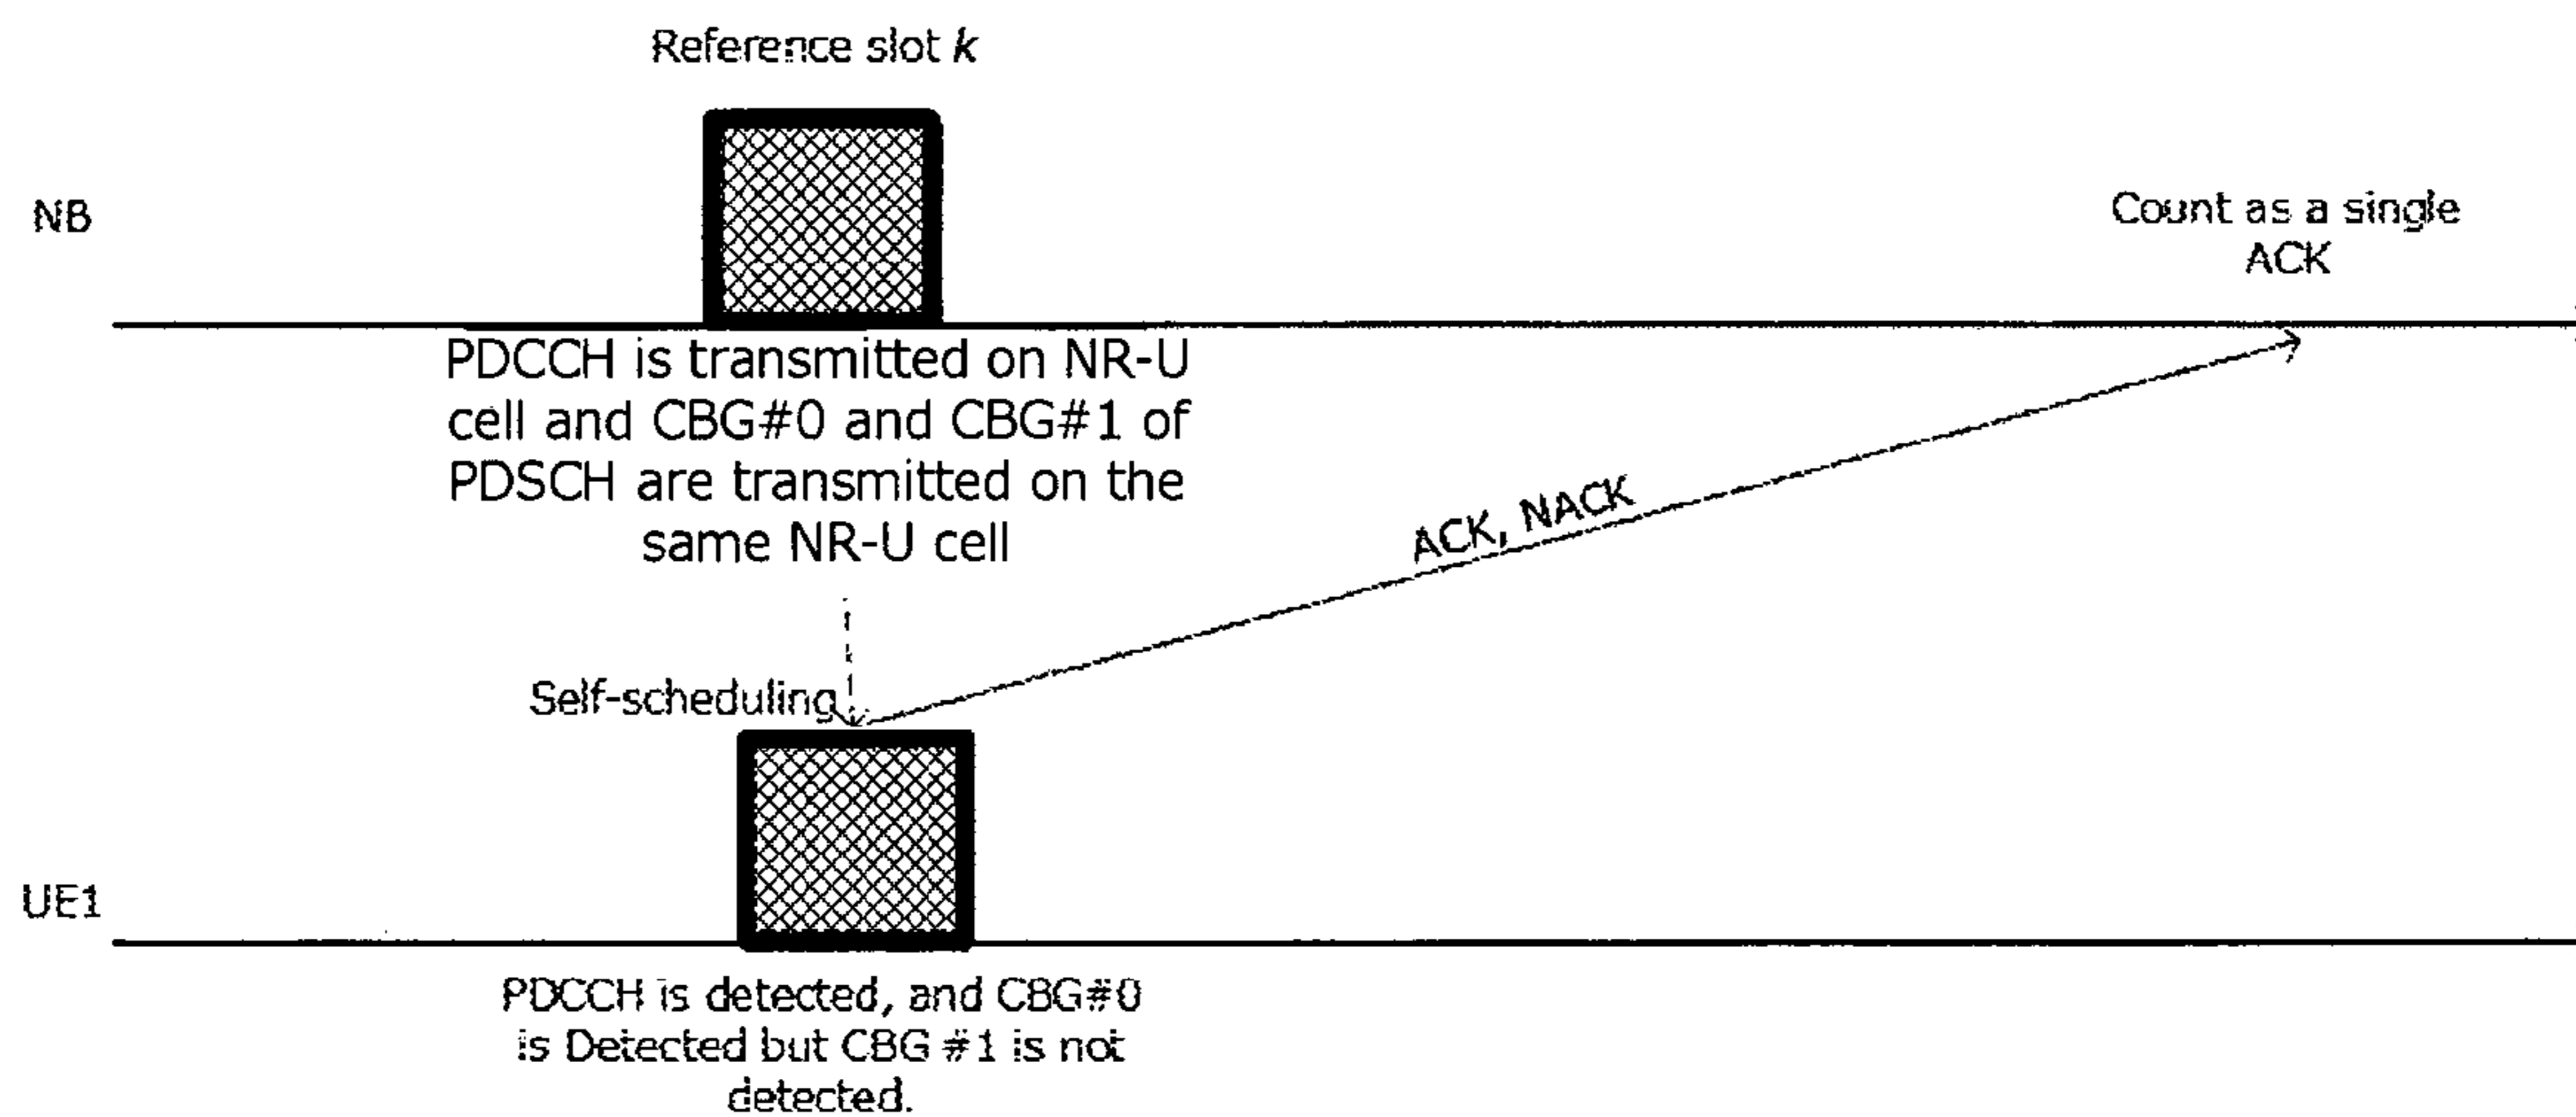 Reference slot k
NB
Count as a single
ACK
PDCCH is transmitted on NR-U
cell and CBG#0 and CBG#1 of
PDSCH are transmitted on the
same NR-U cell
ACK, NACK
Self-scheduling
UE1
PDCCH is detected, and CBG#0
is Detected but CBG #1 is not
detected.